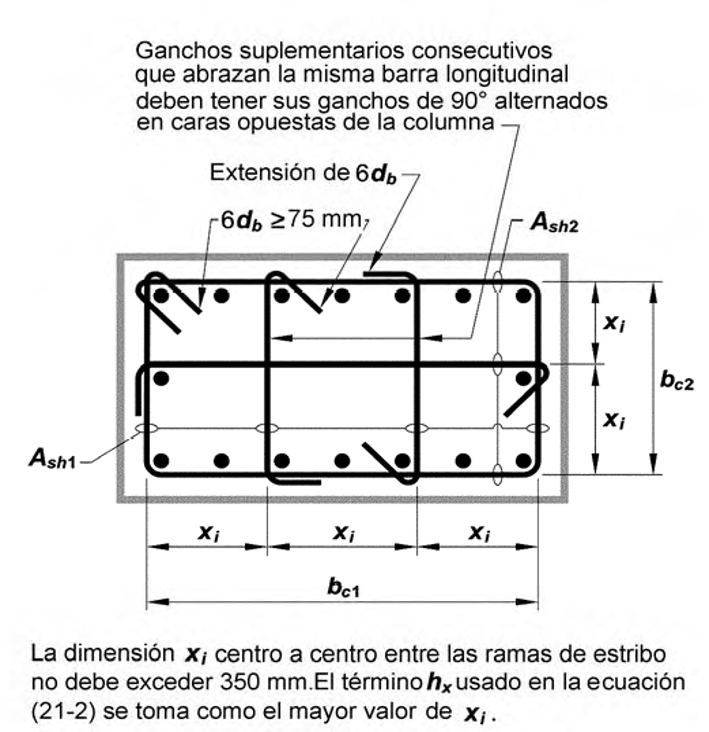 Ganchos suplementarios consecutivos
que abrazan la misma barra longitudinal
deben tener sus ganchos de 90° alternados
en caras opuestas de la columna
Extensión de 6db
6db ≥75 mm,
Ash2
xi
bc2
xi
Ash1
xi xi xi
bc1
La dimensión xi centro a centro entre las ramas de estribo
no debe exceder 350 mm.El término hx usado en la ecuación
(21-2) se toma como el mayor valor de xi.